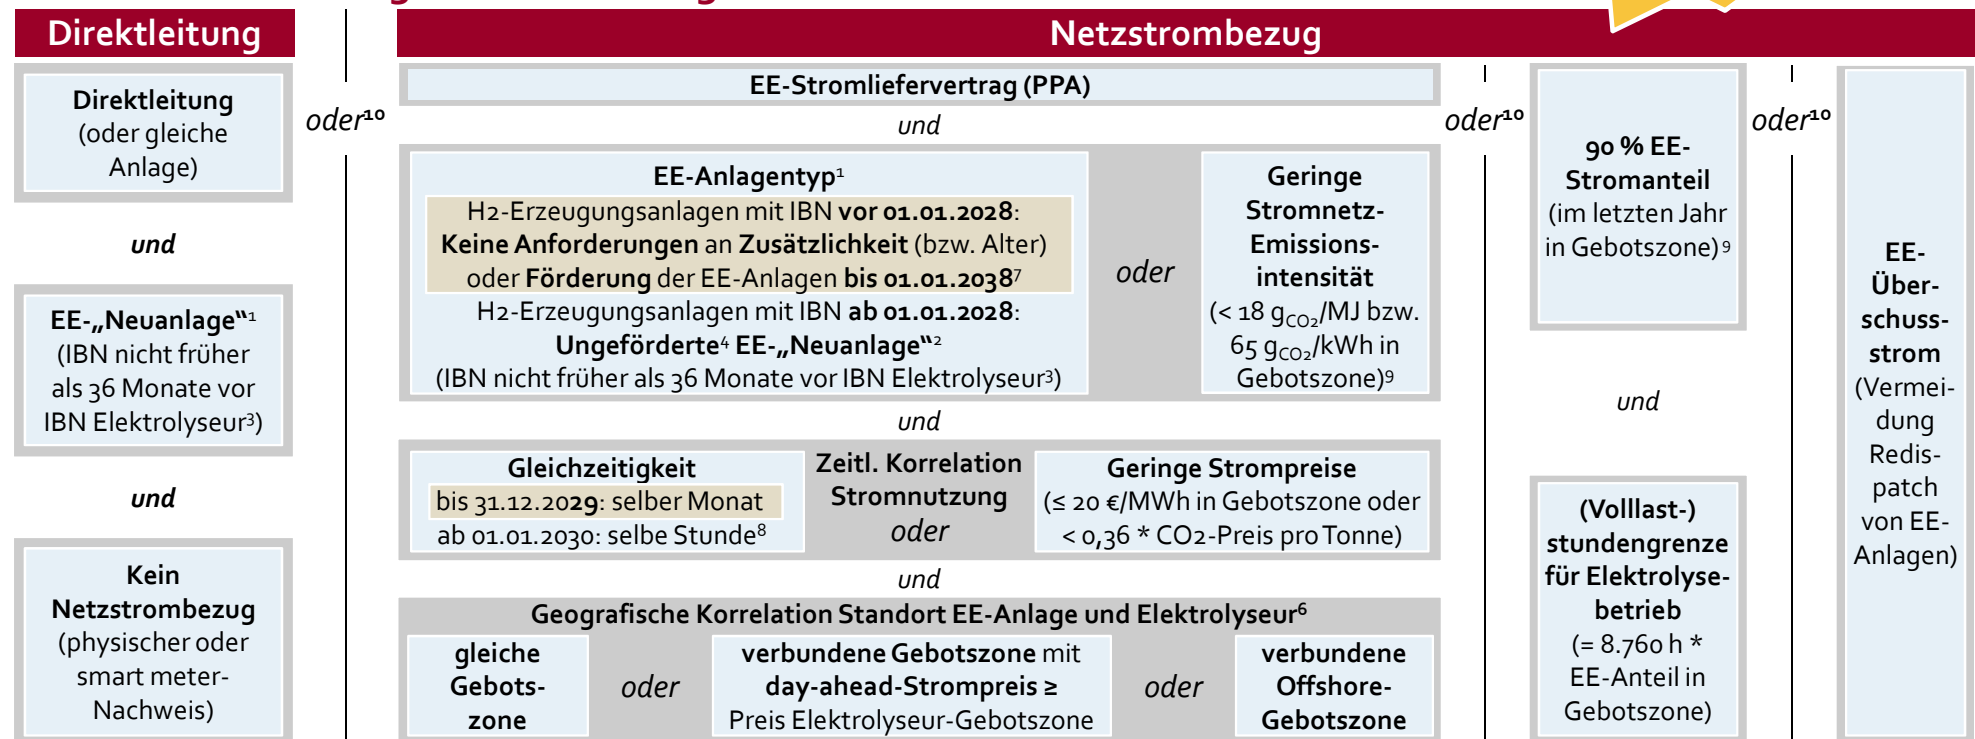 Direktleitung
Direktleitung
(oder gleiche
Anlage)
und
EE-„Neuanlage“¹
(IBN nicht früher
als 36 Monate vor
IBN Elektrolyseur³)
und
Kein
Netzstrombezug
(physischer oder
smart meter-
Nachweis)
oder¹⁰
Netzstrombezug
EE-Stromliefervertrag (PPA)
und
EE-Anlagentyp¹
H2-Erzeugungsanlagen mit IBN vor 01.01.2028:
Keine Anforderungen an Zusätzlichkeit (bzw. Alter)
oder Förderung der EE-Anlagen bis 01.01.2038⁷
H2-Erzeugungsanlagen mit IBN ab 01.01.2028:
Ungeförderte⁴ EE-„Neuanlage“²
(IBN nicht früher als 36 Monate vor IBN Elektrolyseur³)
oder
Geringe
Stromnetz-
Emissions-
intensität
(< 18 g_CO₂/MJ bzw.
65 g_CO₂/kWh in
Gebotszone)⁹
und
Gleichzeitigkeit
bis 31.12.2029: selber Monat
ab 01.01.2030: selbe Stunde⁸
Zeitl. Korrelation
Stromnutzung
oder
Geringe Strompreise
(≤ 20 €/MWh in Gebotszone oder
< 0,36 * CO2-Preis pro Tonne)
und
Geografische Korrelation Standort EE-Anlage und Elektrolyseur⁶
gleiche
Gebots-
zone
oder
verbundene Gebotszone mit
day-ahead-Strompreis ≥
Preis Elektrolyseur-Gebotszone
oder
verbundene
Offshore-
Gebotszone
oder¹⁰
90 % EE-
Stromanteil
(im letzten Jahr
in Gebotszone)⁹
und
(Volllast-)
stundengrenze
für Elektrolyse-
betrieb
(= 8.760 h *
EE-Anteil in
Gebotszone)
oder¹⁰
EE-
Über-
schuss-
strom
(Vermei-
dung
Redis-
patch
von EE-
Anlagen)